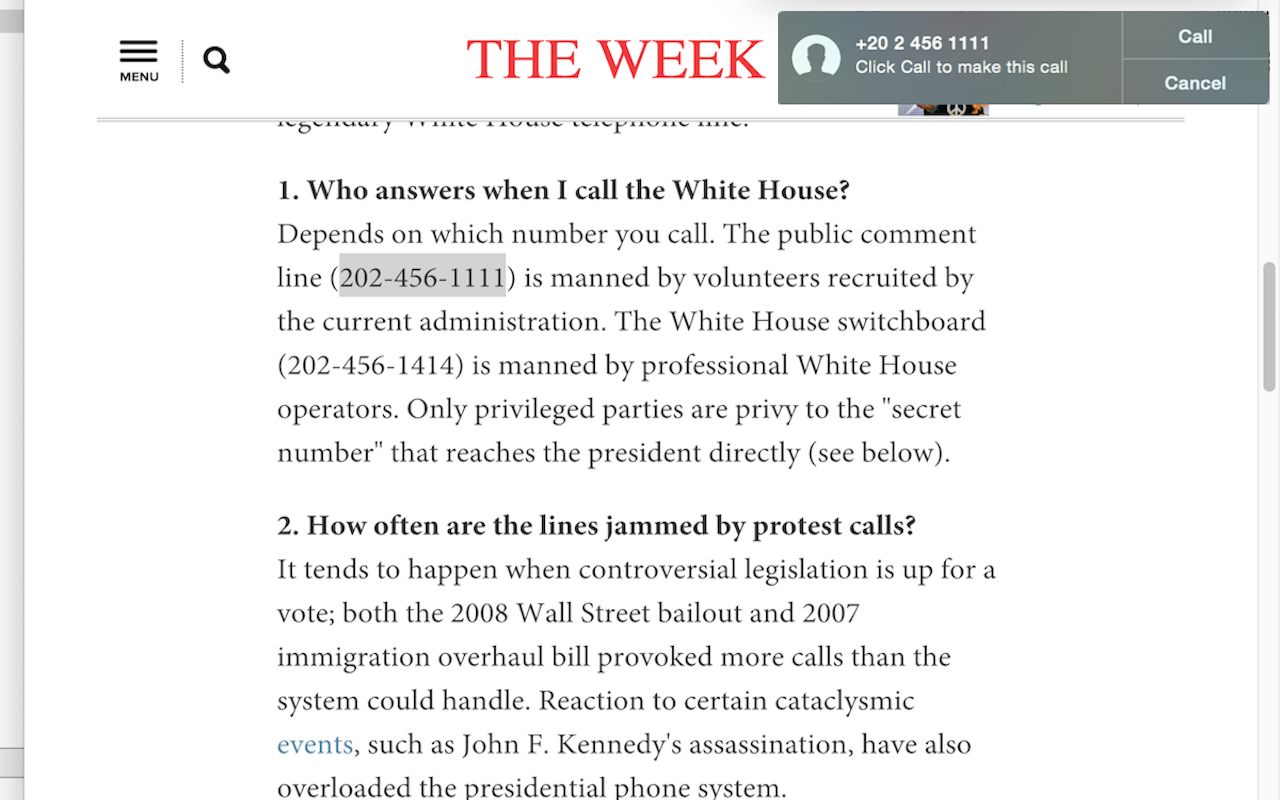 MENU
THE WEEK
+20 2 456 1111
Click Call to make this call
Call
Cancel
legendary White House telephone line.
1. Who answers when I call the White House?
Depends on which number you call. The public comment
line (202-456-1111) is manned by volunteers recruited by
the current administration. The White House switchboard
(202-456-1414) is manned by professional White House
operators. Only privileged parties are privy to the "secret
number" that reaches the president directly (see below).
2. How often are the lines jammed by protest calls?
It tends to happen when controversial legislation is up for a
vote; both the 2008 Wall Street bailout and 2007
immigration overhaul bill provoked more calls than the
system could handle. Reaction to certain cataclysmic
events, such as John F. Kennedy's assassination, have also
overloaded the presidential phone system.